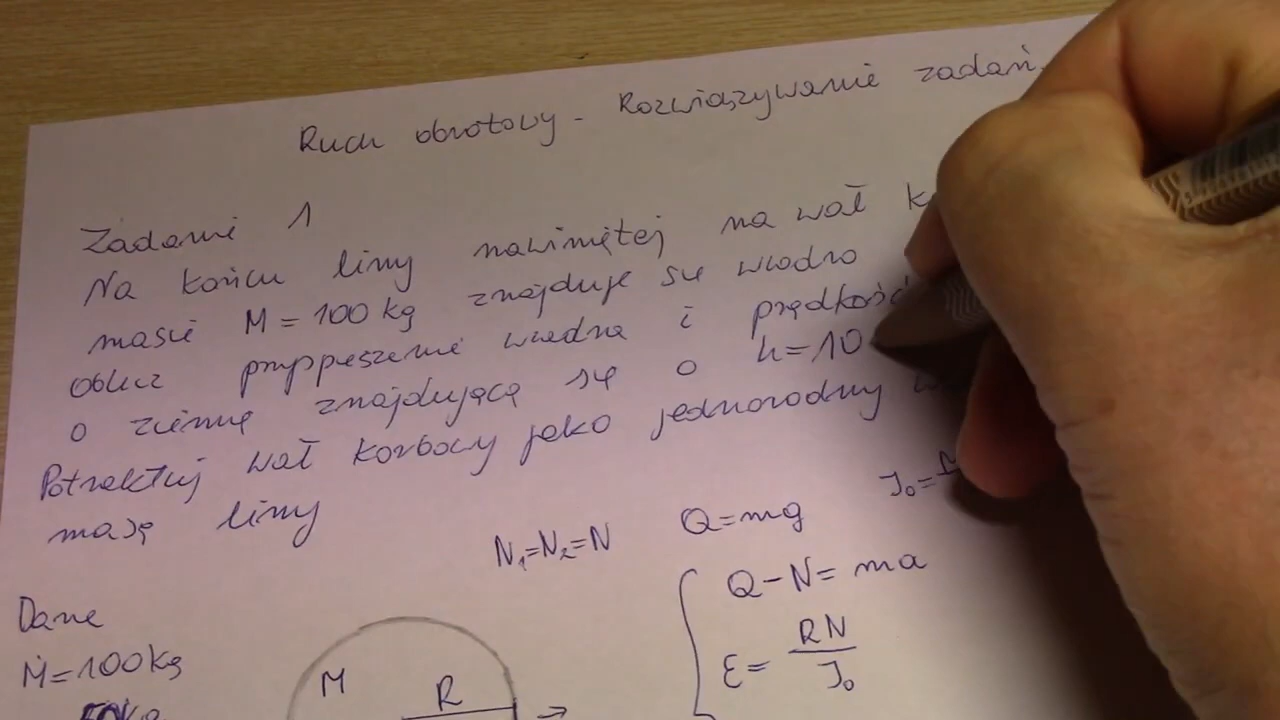 Ruch obrotowy - Rozwiązywanie zadań.
Zadanie 1
Na końcu liny nawiniętej na wał
masie M = 100 kg znajduje się wiadro
oblicz przyspieszenie wiadra i prędkość
o ziemię znajdującą się o h=10
Potraktuj wał korbowy jako jednorodny
masę liny
N₁=N₂=N
Q=mg
J₀=
Q-N= ma
ε= RN/J₀
Dane
M=100kg
M
R